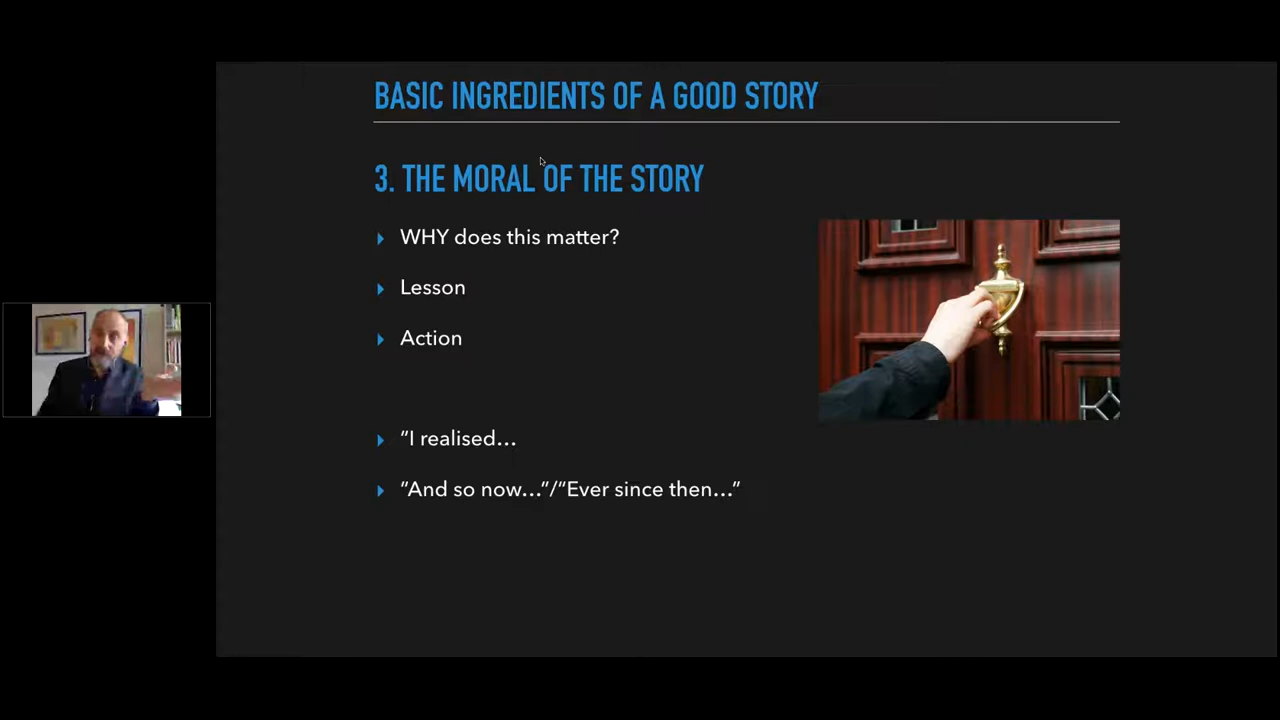 BASIC INGREDIENTS OF A GOOD STORY
3. THE MORAL OF THE STORY
WHY does this matter?
Lesson
Action
“I realised…
“And so now…”/“Ever since then…”